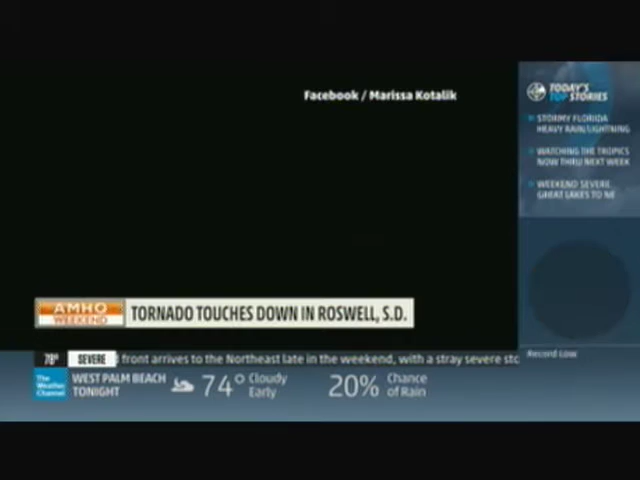 Facebook / Marissa Kotalik
TODAY'S
TOP STORIES
STORMY FLORIDA
HEAVY RAIN/LIGHTNING
WATCHING THE TROPICS
NOW THRU NEXT WEEK
WEEKEND SEVERE
GREAT LAKES TO NE
AMHQ
WEEKEND
TORNADO TOUCHES DOWN IN ROSWELL, S.D.
78° SEVERE front arrives to the Northeast late in the weekend, with a stray severe sto
Record Low
The
Weather
Channel
WEST PALM BEACH
TONIGHT
74° Cloudy
Early
20% Chance
of Rain